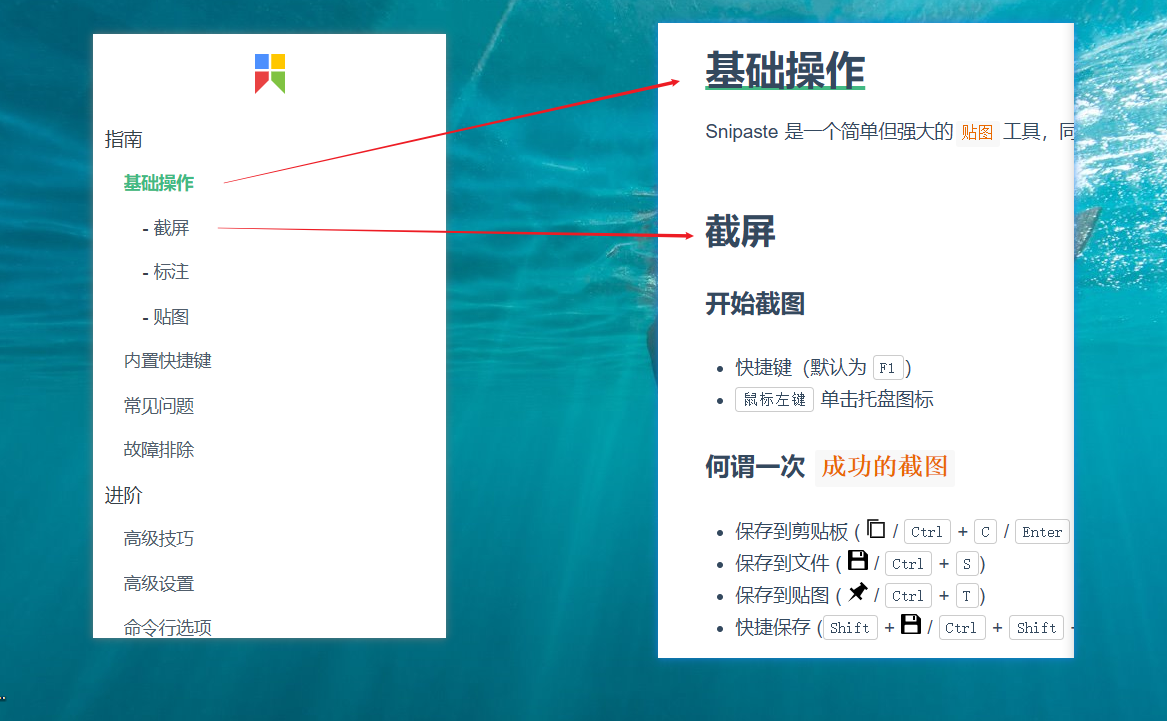 指南
基础操作
- 截屏
- 标注
- 贴图
内置快捷键
常见问题
故障排除
进阶
高级技巧
高级设置
命令行选项
基础操作
Snipaste 是一个简单但强大的 贴图 工具，同
截屏
开始截图
• 快捷键（默认为 F1）
• 鼠标左键 单击托盘图标
何谓一次 成功的截图
• 保存到剪贴板 ( / Ctrl + C / Enter
• 保存到文件 ( / Ctrl + S)
• 保存到贴图 ( / Ctrl + T)
• 快捷保存 (Shift + / Ctrl + Shift +